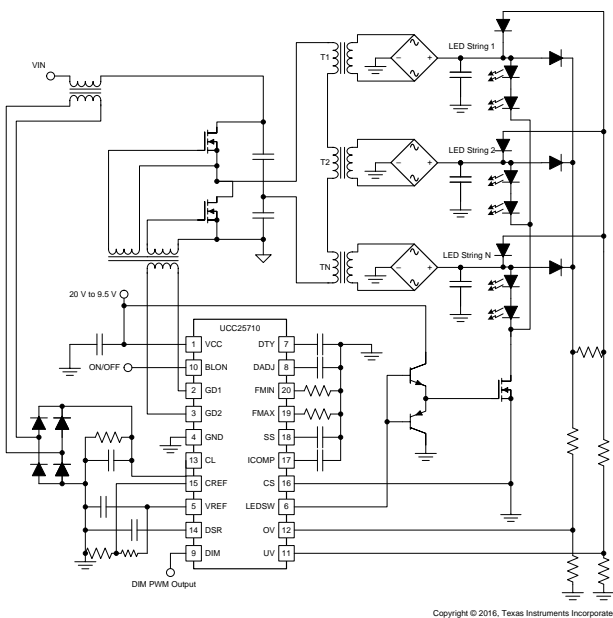 T1
LED String 1
VIN
T2
LED String 2
TN
LED String N
20 V to 9.5 V
UCC25710
1 VCC DTY 7
ON/OFF 10 BLON DADJ 8
2 GD1 FMIN 20
3 GD2 FMAX 19
4 GND SS 18
13 CL ICOMP 17
15 CREF CS 16
5 VREF LEDSW 6
14 DSR OV 12
9 DIM UV 11
DIM PWM Output
Copyright © 2016, Texas Instruments Incorporate